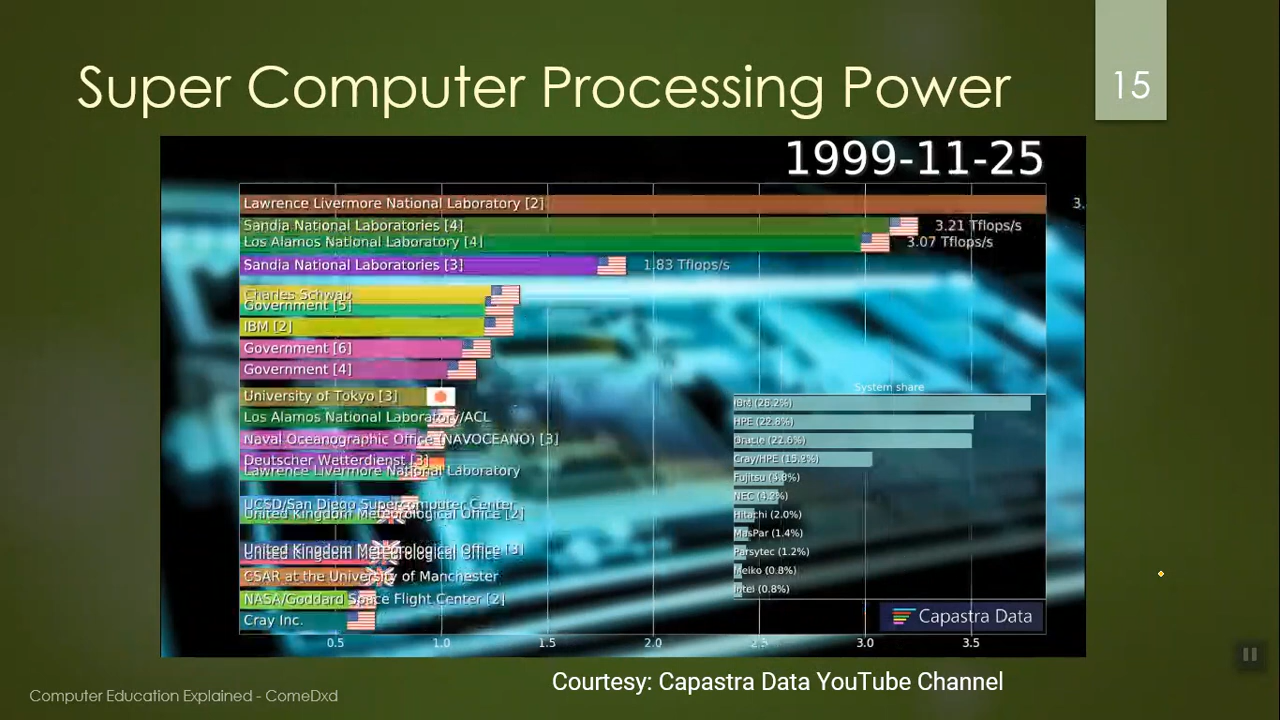 Super Computer Processing Power
15
1999-11-25
Lawrence Livermore National Laboratory [2]
3.
Sandia National Laboratories [4]
3.21 Tflops/s
Los Alamos National Laboratory [4]
3.07 Tflops/s
Sandia National Laboratories [3]
1.83 Tflops/s
Charles Schwab
Government [5]
IBM [2]
Government [6]
Government [4]
University of Tokyo [3]
Los Alamos National Laboratory/ACL
Naval Oceanographic Office (NAVOCEANO) [3]
Deutscher Wetterdienst [3]
Lawrence Livermore National Laboratory
UCSD/San Diego Supercomputer Center
United Kingdom Meteorological Office [2]
United Kingdom Meteorological Office [3]
United Kingdom Meteorological Office
CSAR at the University of Manchester
NASA/Goddard Space Flight Center [2]
Cray Inc.
0.5 1.0 1.5 2.0 2.5 3.0 3.5
System share
IBM (28.2%)
HPE (22.8%)
Oracle (22.6%)
Cray/HPE (15.9%)
Fujitsu
NEC (4.2%)
Hitachi (2.0%)
MasPar (1.4%)
Parsytec (1.2%)
Meiko (0.8%)
Intel (0.8%)
Capastra Data
Courtesy: Capastra Data YouTube Channel
Computer Education Explained - ComeDxd